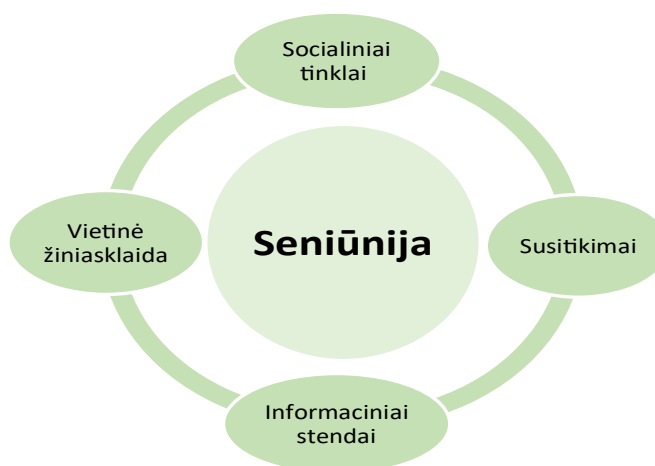 Socialiniai
tinklai
Vietinė
žiniasklaida
Seniūnija
Susitikimai
Informaciniai
stendai